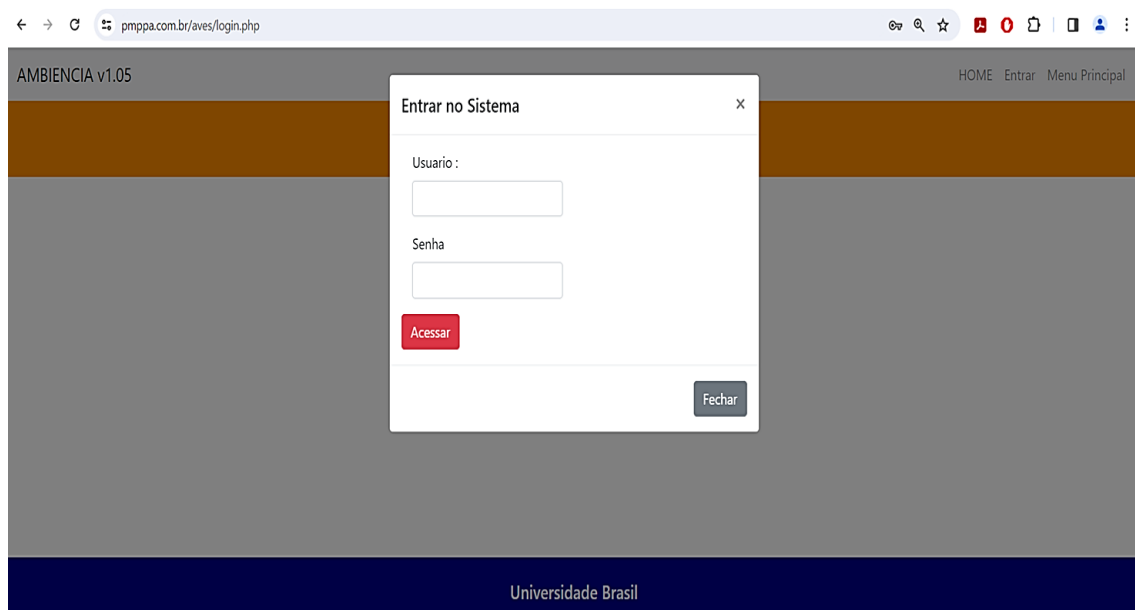 pmppa.com.br/aves/login.php
AMBIENCIA v1.05
HOME Entrar Menu Principal
Entrar no Sistema
×
Usuario :
Senha
Acessar
Fechar
Universidade Brasil